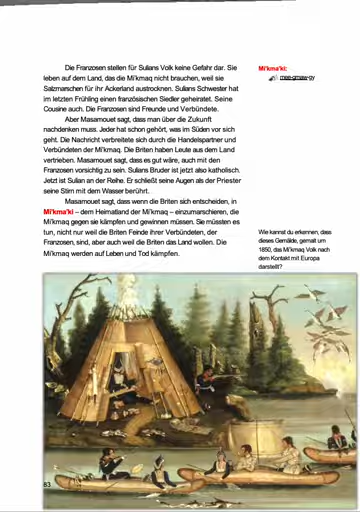 Die Franzosen stellen für Sulians Volk keine Gefahr dar. Sie
leben auf dem Land, das die Mi'kmaq nicht brauchen, weil sie
Salzmarschen für ihr Ackerland austrocknen. Sulians Schwester hat
im letzten Frühling einen französischen Siedler geheiratet. Seine
Cousine auch. Die Franzosen sind Freunde und Verbündete.
Aber Masamouet sagt, dass man über die Zukunft
nachdenken muss. Jeder hat schon gehört, was im Süden vor sich
geht. Die Nachricht verbreitete sich durch die Handelspartner und
Verbündeten der Mi'kmaq. Die Briten haben Leute aus dem Land
vertrieben. Masamouet sagt, dass es gut wäre, auch mit den
Franzosen vorsichtig zu sein. Sulians Bruder ist jetzt also katholisch.
Jetzt ist Sulian an der Reihe. Er schließt seine Augen als der Priester
seine Stirn mit dem Wasser berührt.
Masamouet sagt, dass wenn die Briten sich entscheiden, in
Mi'kma'ki – dem Heimatland der Mi'kmaq – einzumarschieren, die
Mi'kmaq gegen sie kämpfen und gewinnen müssen. Sie müssten es
tun, nicht nur weil die Briten Feinde ihrer Verbündeten, der
Franzosen, sind, aber auch weil die Briten das Land wollen. Die
Mi'kmaq werden auf Leben und Tod kämpfen.
Mi'kma'ki:
mee-gmaw-gy
Wie kannst du erkennen, dass
dieses Gemälde, gemalt um
1850, das Mi'kmaq Volk nach
dem Kontakt mit Europa
darstellt?
83